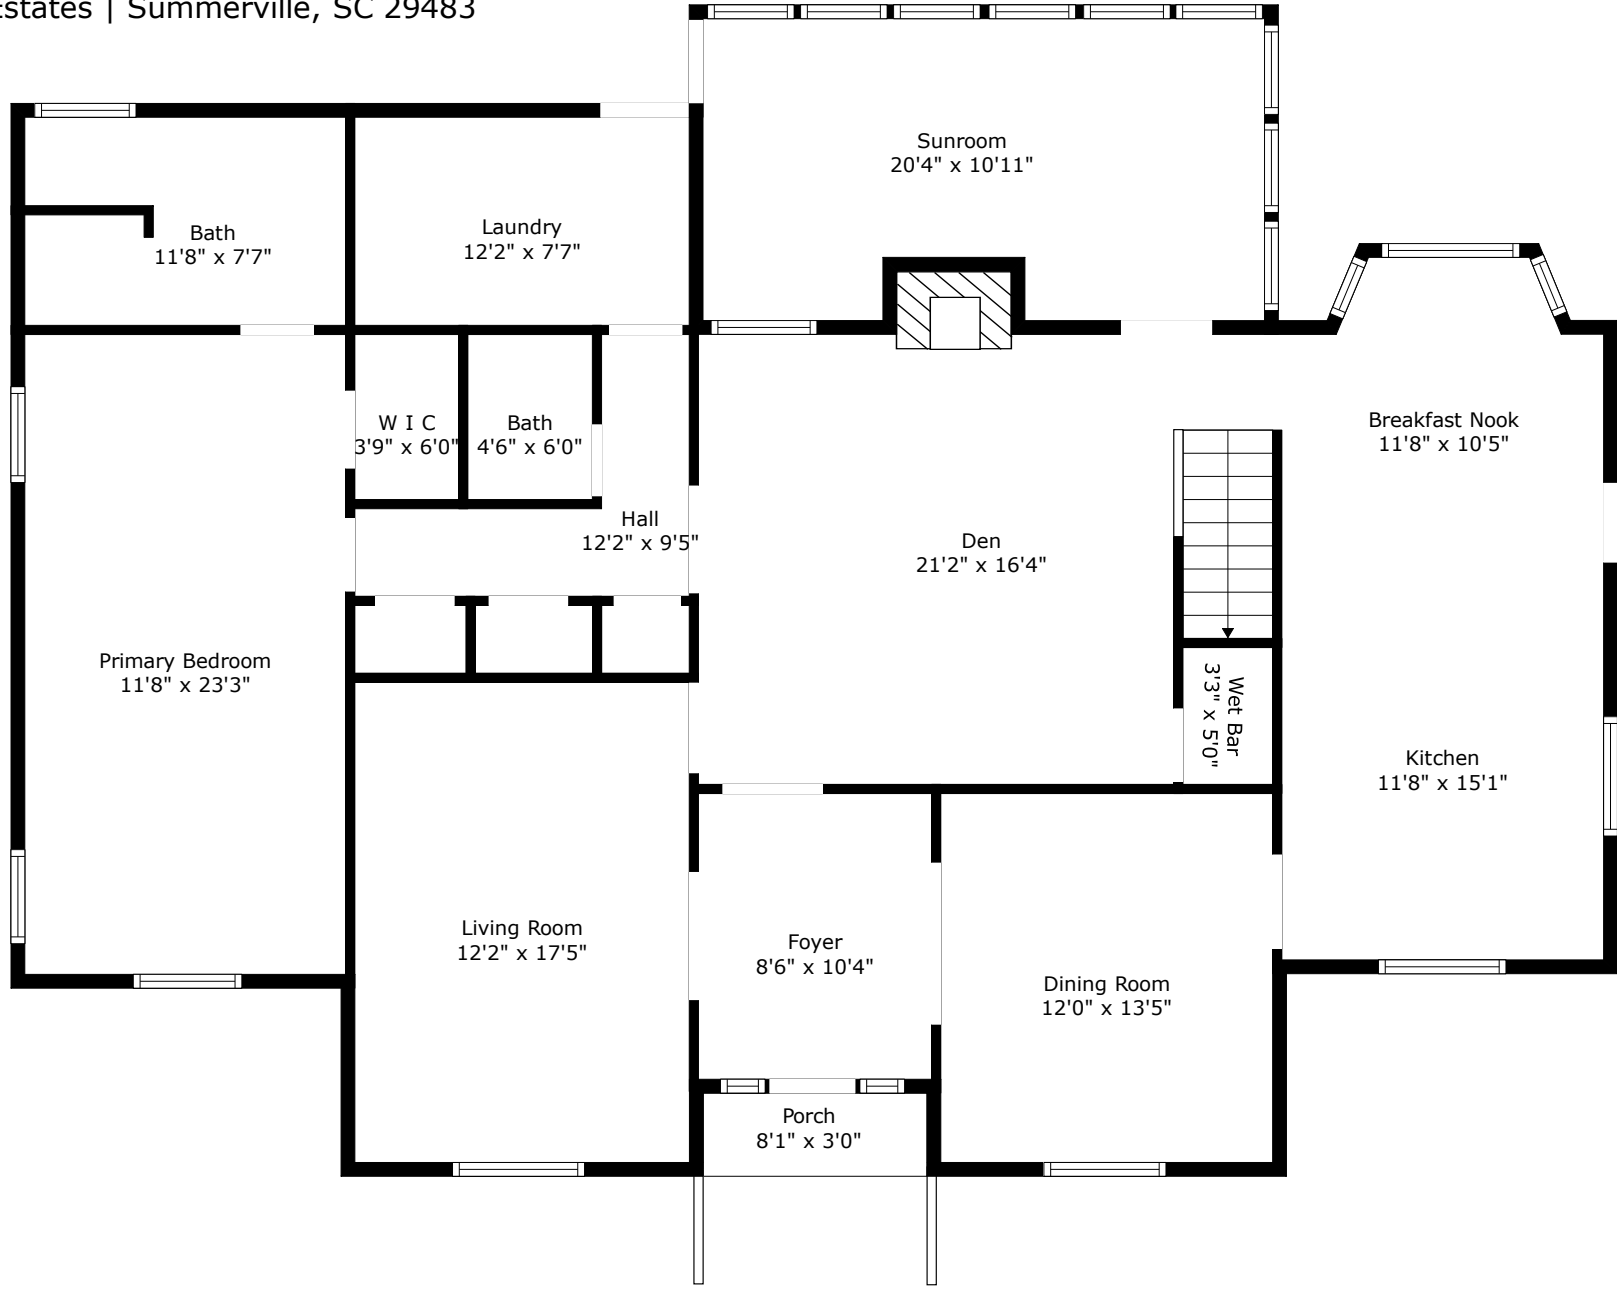 Estates | Summerville, SC 29483
Sunroom
20'4" x 10'11"
Bath
11'8" x 7'7"
Laundry
12'2" x 7'7"
W I C
3'9" x 6'0"
Bath
4'6" x 6'0"
Breakfast Nook
11'8" x 10'5"
Hall
12'2" x 9'5"
Den
21'2" x 16'4"
Primary Bedroom
11'8" x 23'3"
Wet Bar
3'3" x 5'0"
Kitchen
11'8" x 15'1"
Living Room
12'2" x 17'5"
Foyer
8'6" x 10'4"
Dining Room
12'0" x 13'5"
Porch
8'1" x 3'0"